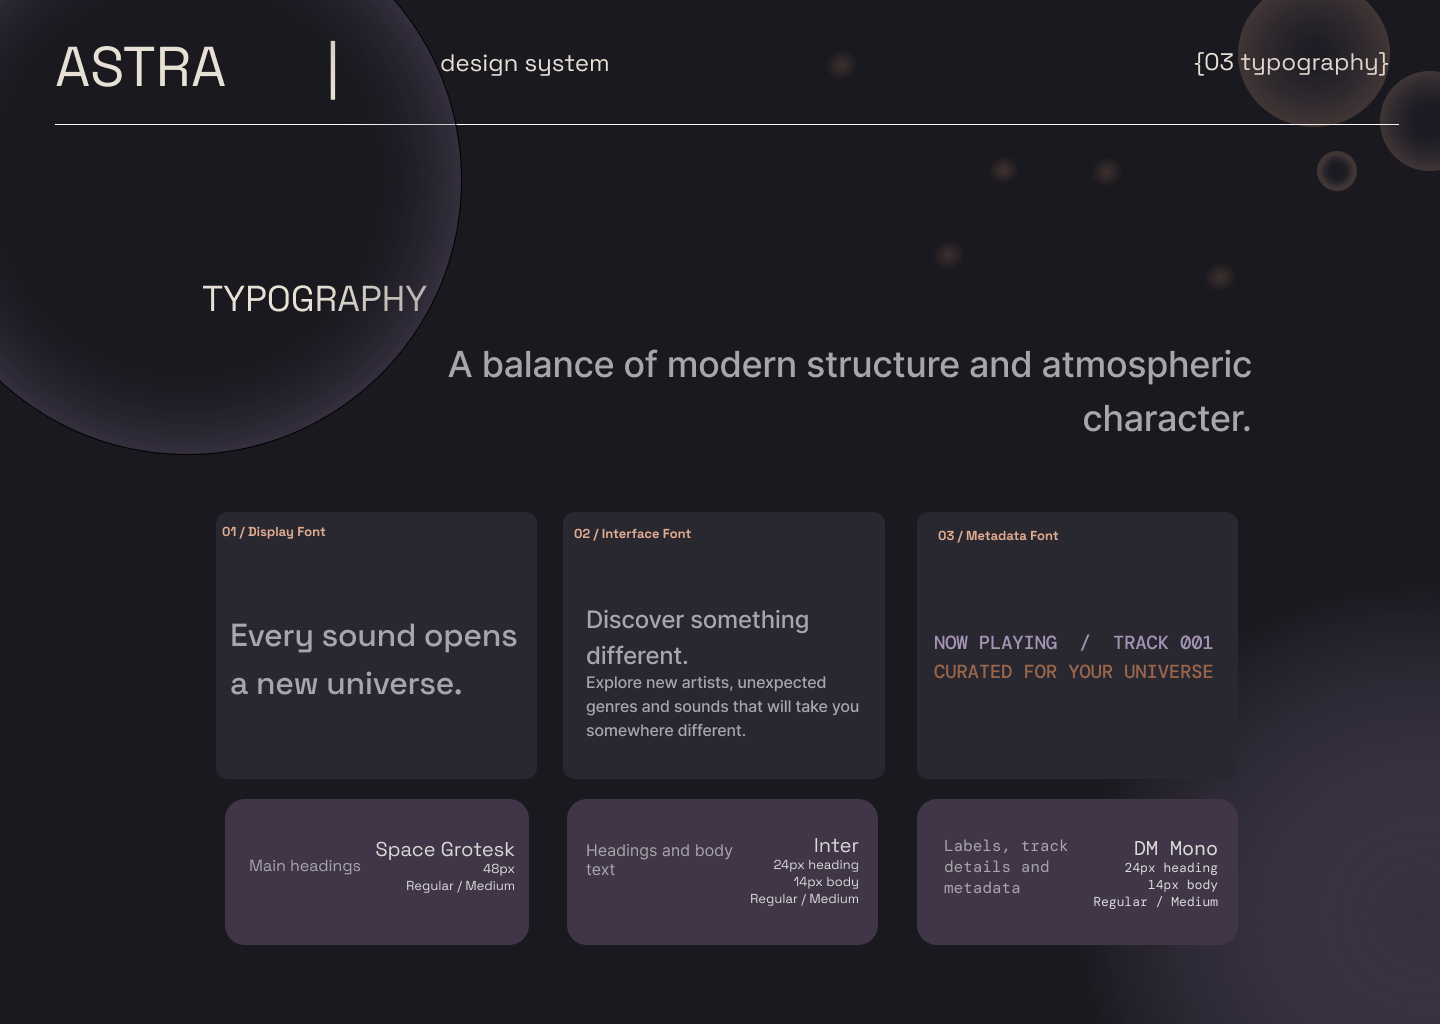 ASTRA | design system {03 typography}
TYPOGRAPHY
A balance of modern structure and atmospheric
character.
01 / Display Font
Every sound opens
a new universe.
02 / Interface Font
Discover something
different.
Explore new artists, unexpected
genres and sounds that will take you
somewhere different.
03 / Metadata Font
NOW PLAYING / TRACK 001
CURATED FOR YOUR UNIVERSE
Main headings
Space Grotesk
48px
Regular / Medium
Headings and body
text
Inter
24px heading
14px body
Regular / Medium
Labels, track
details and
metadata
DM Mono
24px heading
14px body
Regular / Medium